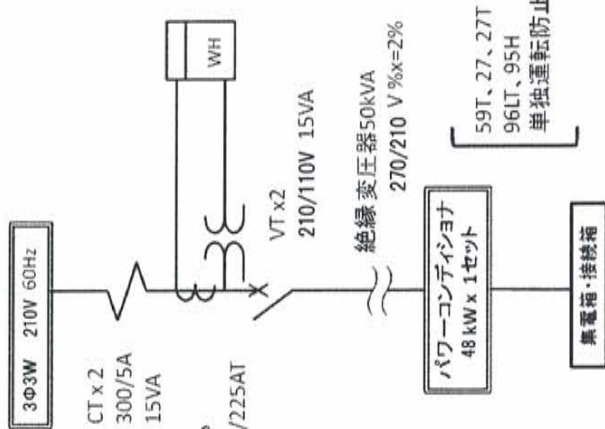 3Φ3W 210V 60Hz
CT x 2
300/5A
15VA
WH
VT x2
210/110V 15VA
/225AT
絶縁変圧器50kVA
270/210 V %x=2%
パワーコンディショナ
48 kW x 1セット
59T、27、27T
96LT、95H
単独運転防止
集電箱・接続箱